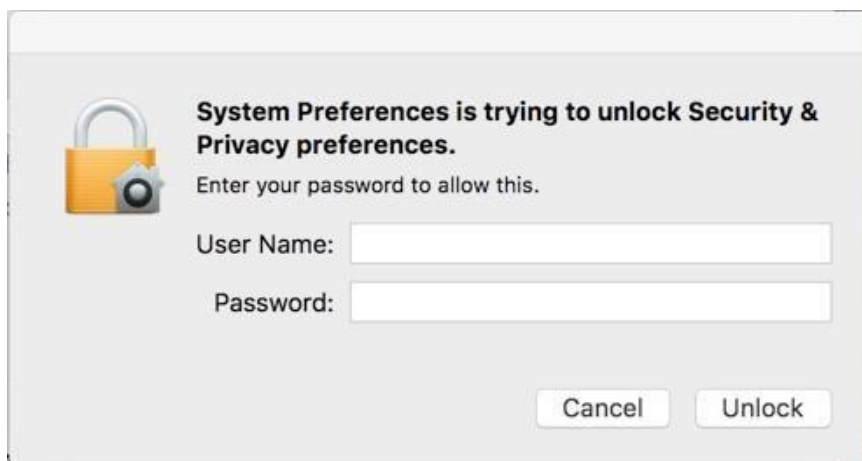 System Preferences is trying to unlock Security &
Privacy preferences.
Enter your password to allow this.
User Name:
Password:
Cancel
Unlock